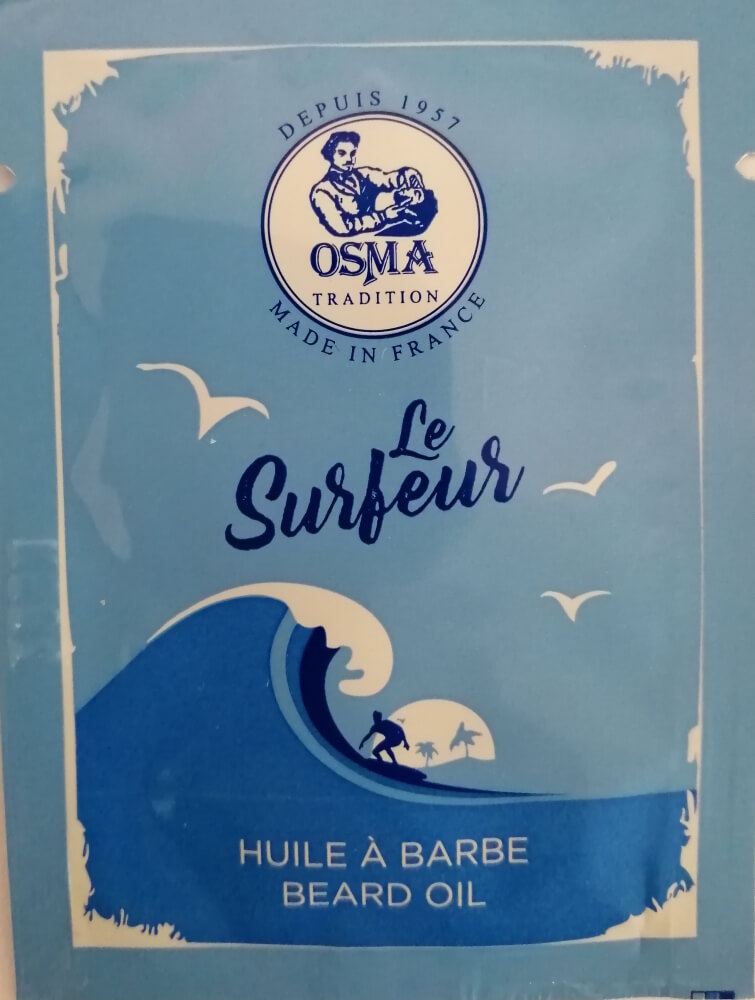 DEPUIS 1957
OSMA
TRADITION
MADE IN FRANCE
Le
Surfeur
HUILE À BARBE
BEARD OIL